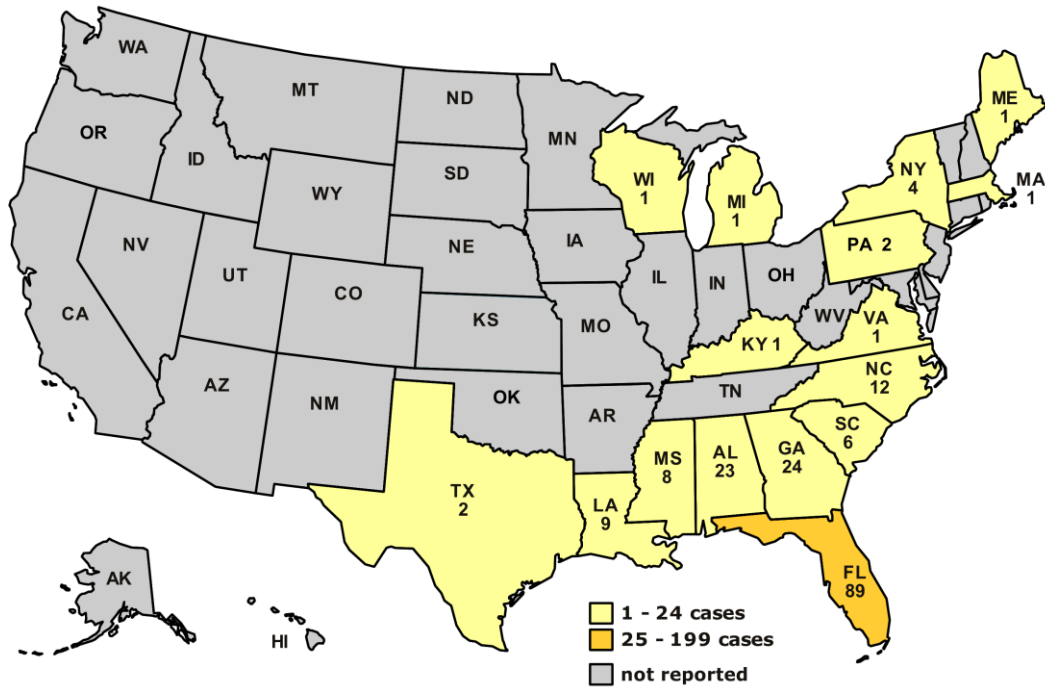 WA
MT
ND
MN
OR
ID
SD
WY
WI
1
MI
1
NY
4
ME
1
MA
1
NV
NE
IA
PA 2
UT
CO
IL
IN
OH
CA
KS
MO
WV
VA
1
KY 1
NC
12
AZ
NM
OK
TN
AR
SC
6
MS
8
AL
23
GA
24
TX
2
LA
9
FL
89
AK
HI
1 - 24 cases
25 - 199 cases
not reported